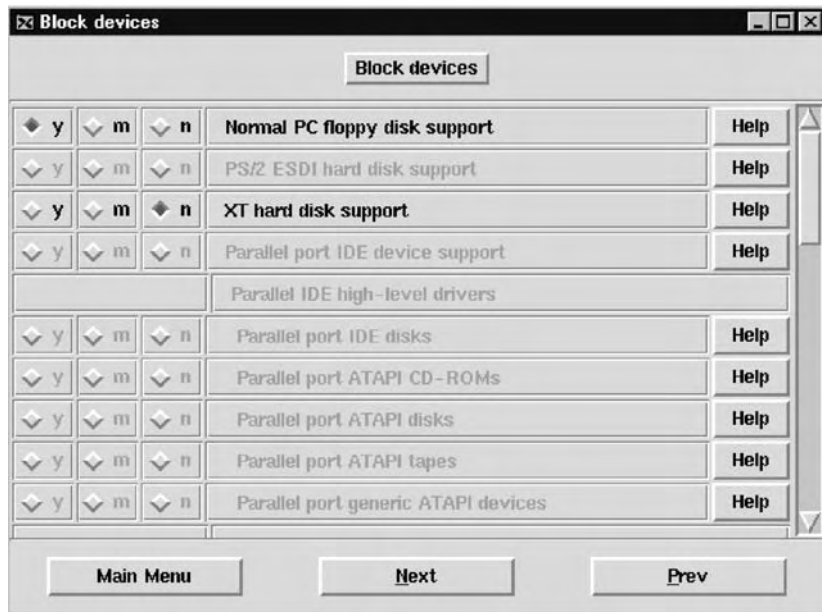 Block devices
Block devices
y m n Normal PC floppy disk support Help
y m n PS/2 ESDI hard disk support Help
y m n XT hard disk support Help
y m n Parallel port IDE device support Help
Parallel IDE high-level drivers
y m n Parallel port IDE disks Help
y m n Parallel port ATAPI CD-ROMs Help
y m n Parallel port ATAPI disks Help
y m n Parallel port ATAPI tapes Help
y m n Parallel port generic ATAPI devices Help
Main Menu Next Prev